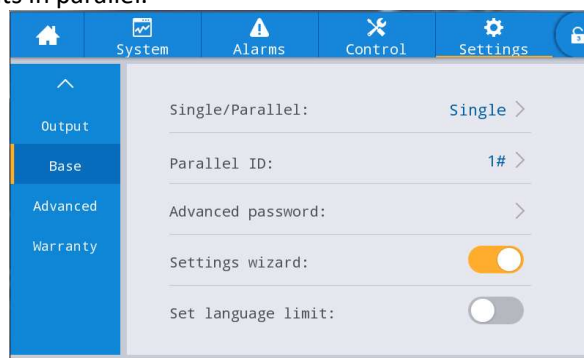 ts in parallel.
System Alarms Control Settings
Output
Base
Advanced
Warranty
Single/Parallel: Single >
Parallel ID: 1# >
Advanced password: >
Settings wizard:
Set language limit: